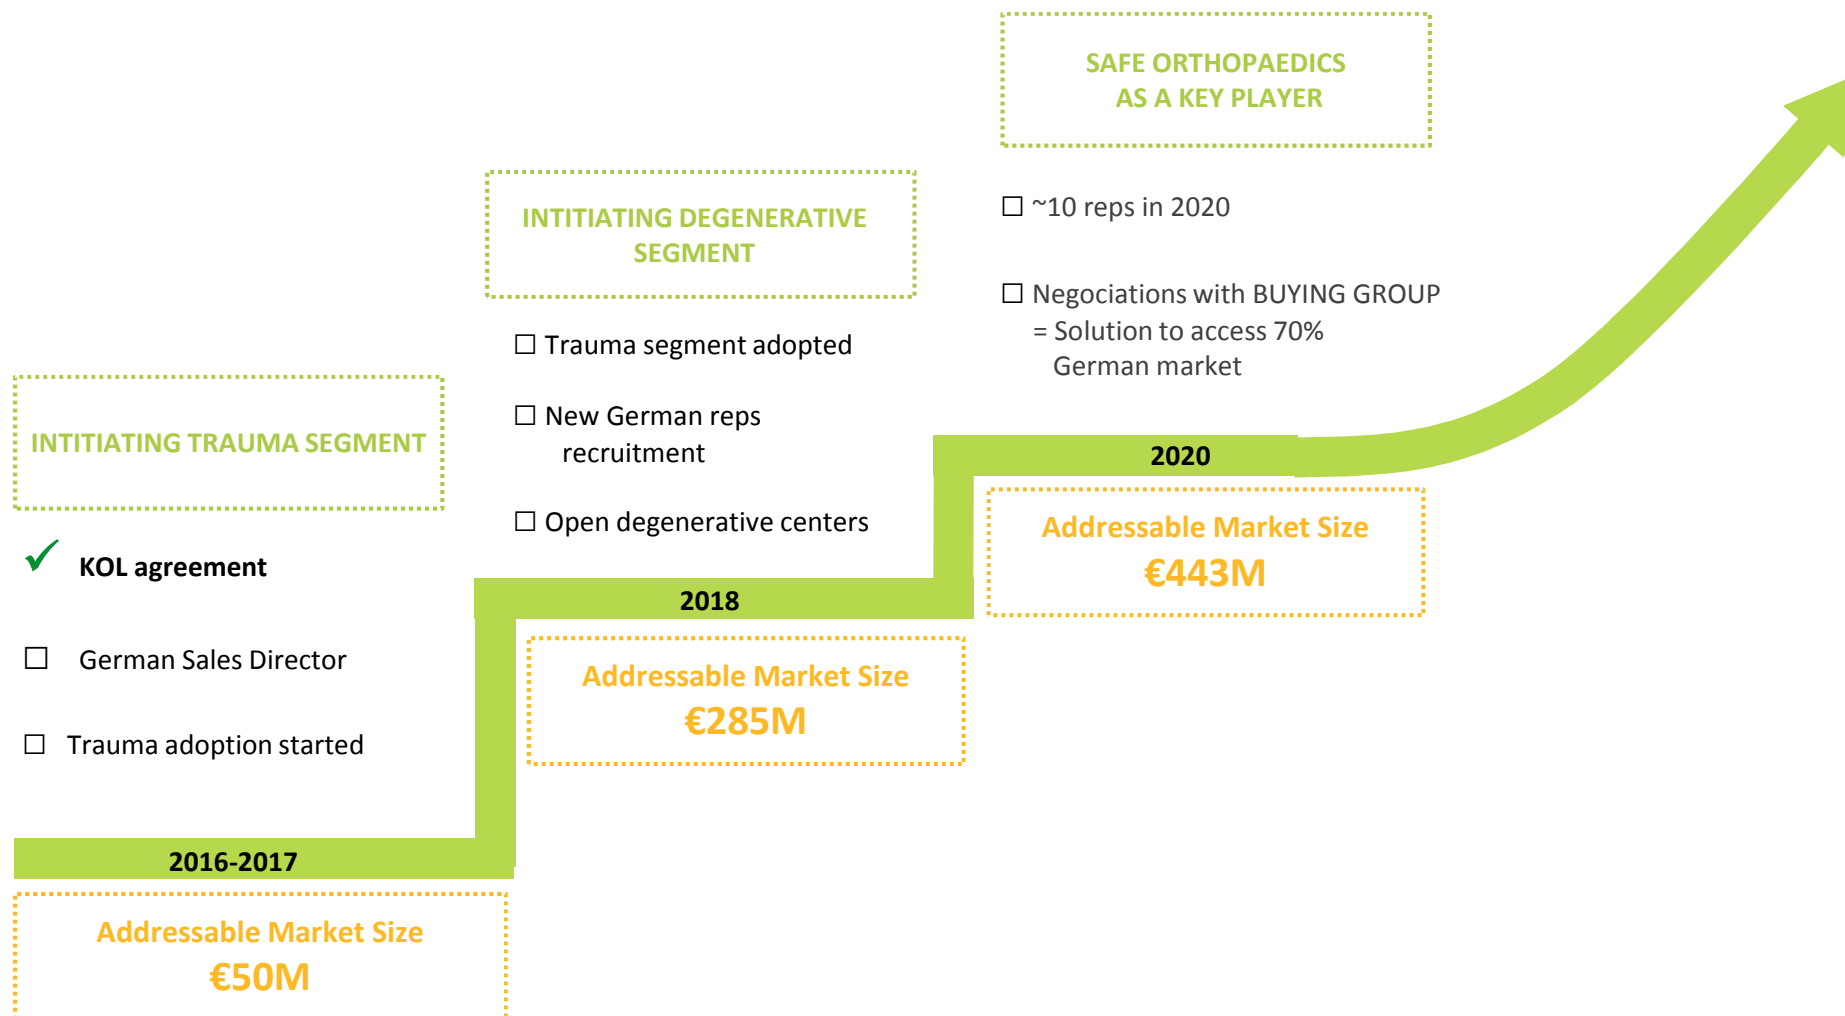 INTITIATING TRAUMA SEGMENT
KOL agreement
German Sales Director
Trauma adoption started
2016-2017
Addressable Market Size
€50M
INTITIATING DEGENERATIVE
SEGMENT
Trauma segment adopted
New German reps
recruitment
Open degenerative centers
2018
Addressable Market Size
€285M
SAFE ORTHOPAEDICS
AS A KEY PLAYER
~10 reps in 2020
Negociations with BUYING GROUP
= Solution to access 70%
German market
2020
Addressable Market Size
€443M